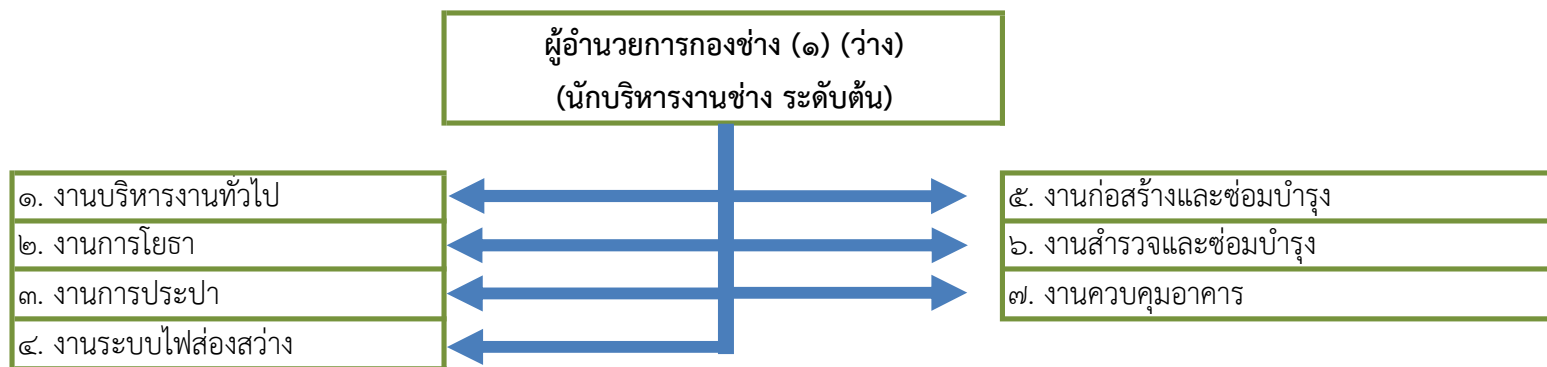 ผู้อำนวยการกองช่าง (๑) (ว่าง)
(นักบริหารงานช่าง ระดับต้น)
๑. งานบริหารงานทั่วไป
๒. งานการโยธา
๓. งานการประปา
๔. งานระบบไฟส่องสว่าง
๕. งานก่อสร้างและซ่อมบำรุง
๖. งานสำรวจและซ่อมบำรุง
๗. งานควบคุมอาคาร